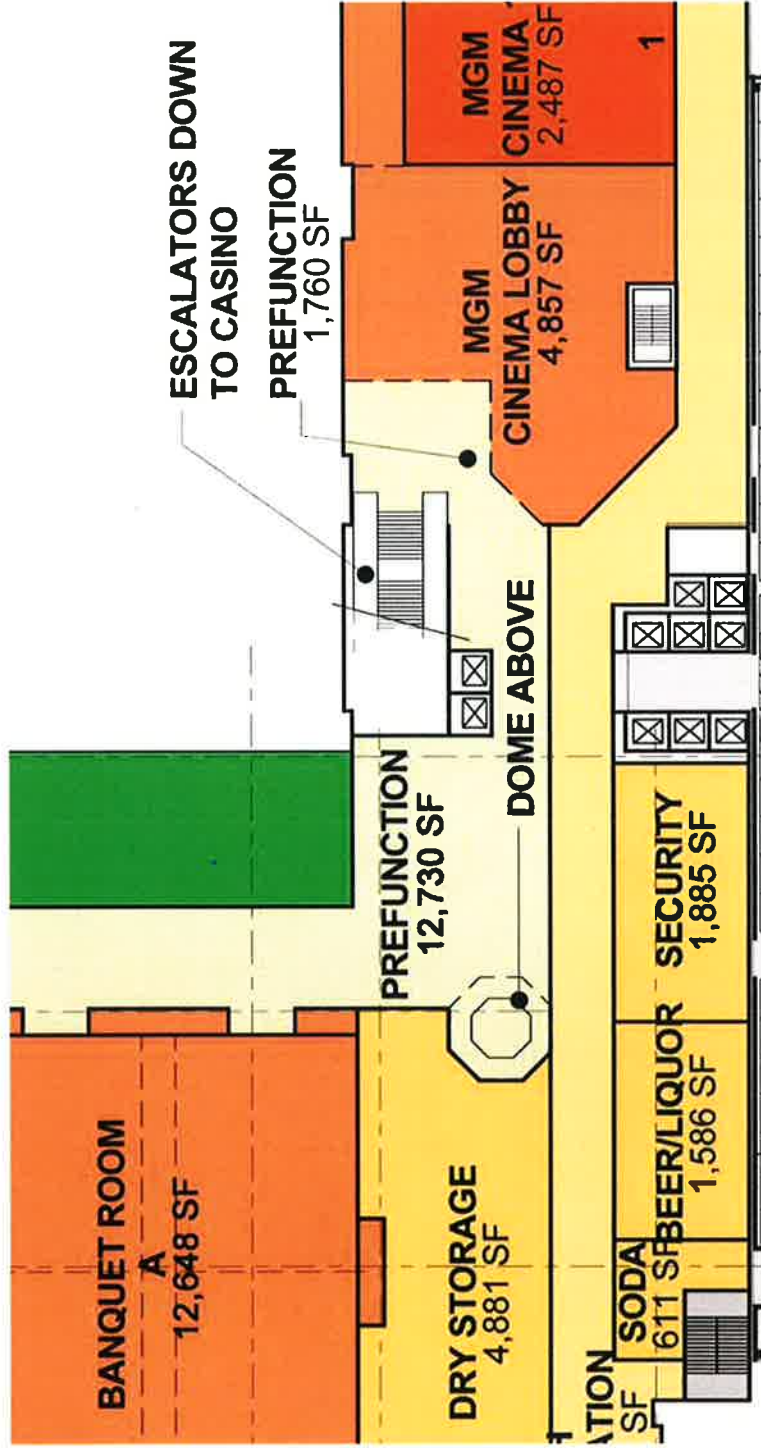 ESCALATORS DOWN
TO CASINO
PREFUNCTION
1,760 SF
MGM
CINEMA
2,487 SF
1
MGM
CINEMA LOBBY
4,857 SF
DOME ABOVE
PREFUNCTION
12,730 SF
BANQUET ROOM
A
12,648 SF
DRY STORAGE
4,881 SF
SECURITY
1,885 SF
BEER/LIQUOR
1,586 SF
SODA
611 SF
ATION
SF